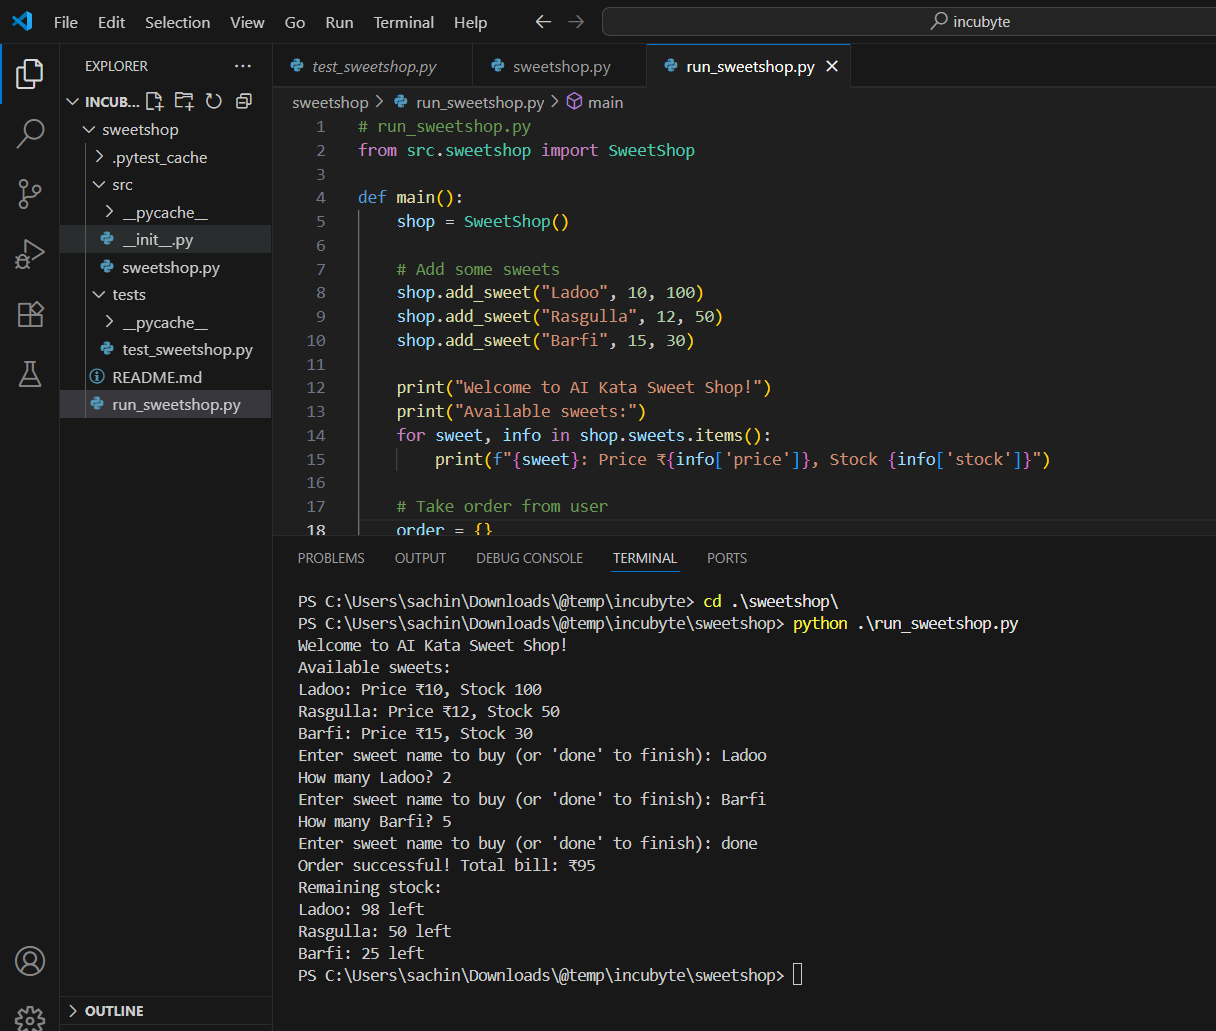 File Edit Selection View Go Run Terminal Help incubyte
EXPLORER
INCUB...
sweetshop
.pytest_cache
src
__pycache__
__init__.py
sweetshop.py
tests
__pycache__
test_sweetshop.py
README.md
run_sweetshop.py
OUTLINE
test_sweetshop.py sweetshop.py run_sweetshop.py
sweetshop > run_sweetshop.py > main
1 # run_sweetshop.py
2 from src.sweetshop import SweetShop
3
4 def main():
5 shop = SweetShop()
6
7 # Add some sweets
8 shop.add_sweet("Ladoo", 10, 100)
9 shop.add_sweet("Rasgulla", 12, 50)
10 shop.add_sweet("Barfi", 15, 30)
11
12 print("Welcome to AI Kata Sweet Shop!")
13 print("Available sweets:")
14 for sweet, info in shop.sweets.items():
15 print(f"{sweet}: Price ₹{info['price']}, Stock {info['stock']}")
16
17 # Take order from user
18 order = {}
PROBLEMS OUTPUT DEBUG CONSOLE TERMINAL PORTS
PS C:\Users\sachin\Downloads\@temp\incubyte> cd .\sweetshop\
PS C:\Users\sachin\Downloads\@temp\incubyte\sweetshop> python .\run_sweetshop.py
Welcome to AI Kata Sweet Shop!
Available sweets:
Ladoo: Price ₹10, Stock 100
Rasgulla: Price ₹12, Stock 50
Barfi: Price ₹15, Stock 30
Enter sweet name to buy (or 'done' to finish): Ladoo
How many Ladoo? 2
Enter sweet name to buy (or 'done' to finish): Barfi
How many Barfi? 5
Enter sweet name to buy (or 'done' to finish): done
Order successful! Total bill: ₹95
Remaining stock:
Ladoo: 98 left
Rasgulla: 50 left
Barfi: 25 left
PS C:\Users\sachin\Downloads\@temp\incubyte\sweetshop>